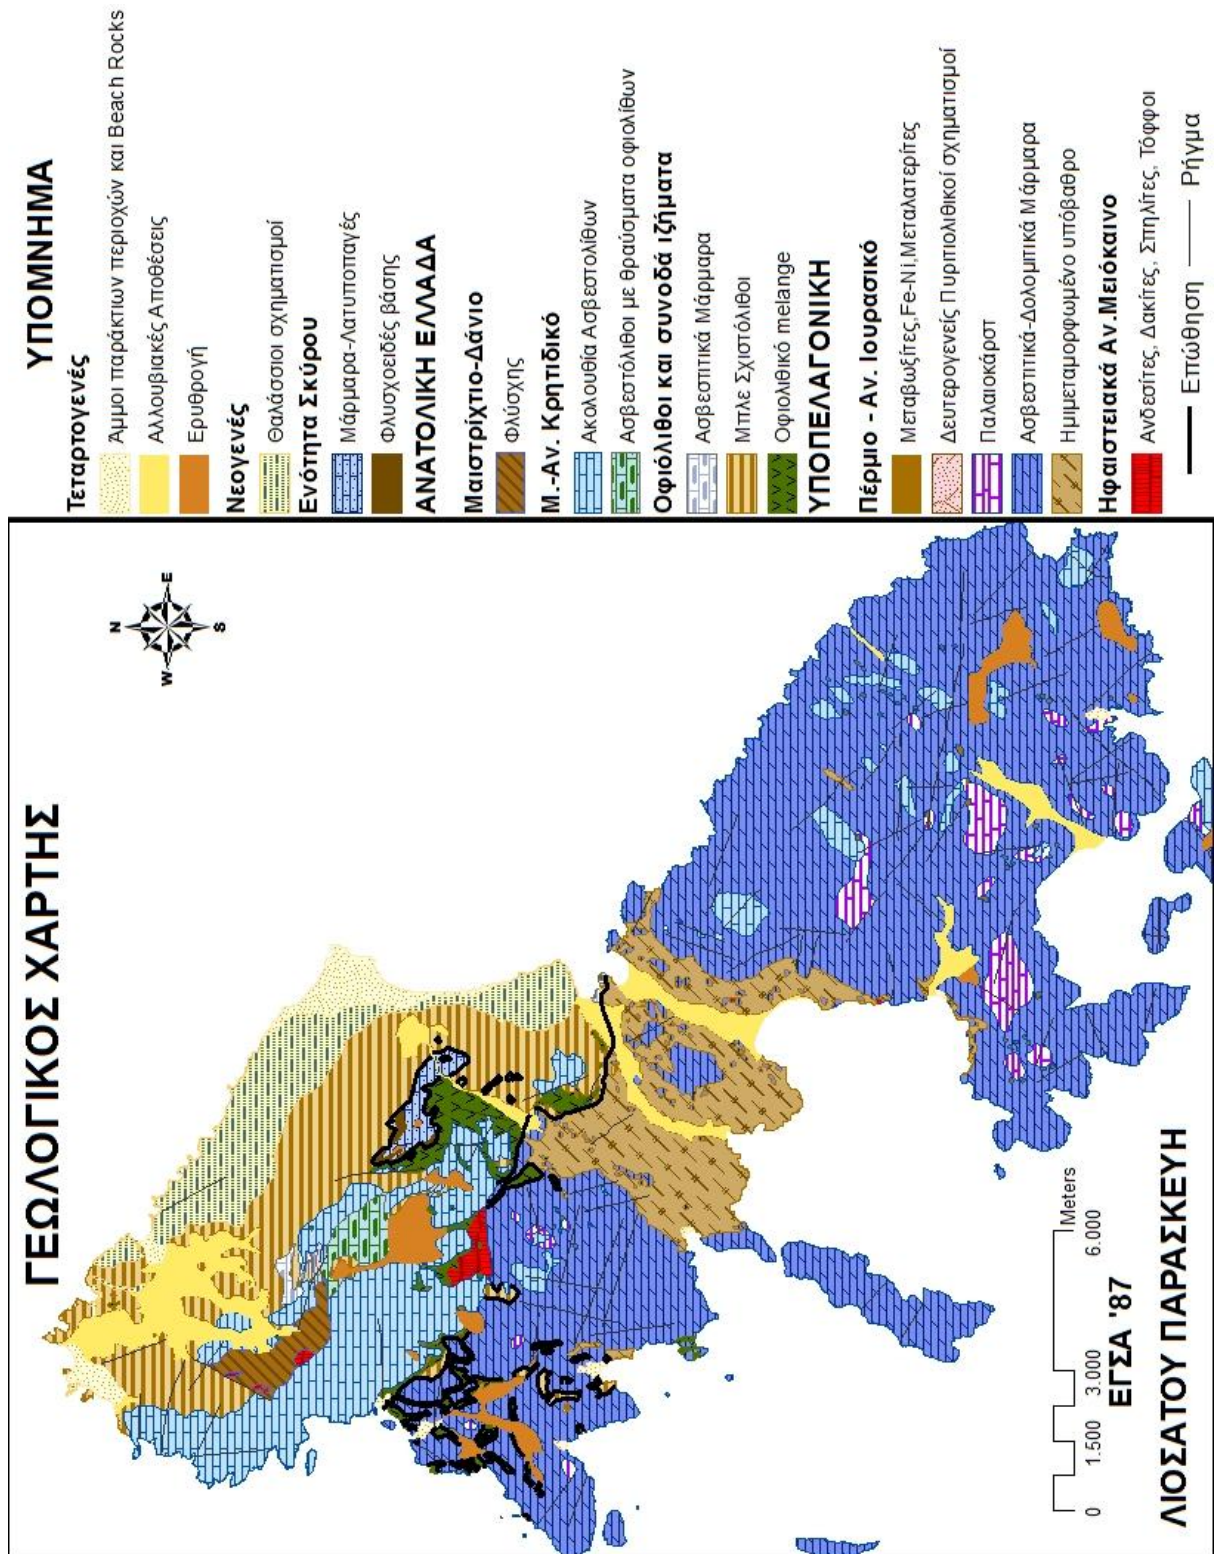 ΓΕΩΛΟΓΙΚΟΣ ΧΑΡΤΗΣ
N
W
E
S
0
1.500
3.000
6.000
Meters
ΕΓΣΑ '87
ΛΙΟΣΑΤΟΥ ΠΑΡΑΣΚΕΥΗ
ΥΠΟΜΝΗΜΑ
Τεταρτογενές
Άμμοι παράκτιων περιοχών και Beach Rocks
Αλλουβιακές Αποθέσεις
Ερυθρογή
Νεογενές
Θαλάσσιοι σχηματισμοί
Ενότητα Σκύρου
Μάρμαρα-Λατυποπαγές
Φλυσχοειδές βάσης
ΑΝΑΤΟΛΙΚΗ ΕΛΛΑΔΑ
Μαιστρίχτιο-Δάνιο
Φλύσχης
Μ.-Αν. Κρητιδικό
Ακολουθία Ασβεστολίθων
Ασβεστόλιθοι με θραύσματα οφιολίθων
Οφιόλιθοι και συνοδά ιζήματα
Ασβεστιτικά Μάρμαρα
Μπλε Σχιστόλιθοι
Οφιολιθικό melange
ΥΠΟΠΕΛΑΓΟΝΙΚΗ
Πέρμιο - Αν. Ιουρασικό
Μεταβωξίτες,Fe-Ni,Μεταλατερίτες
Δευτερογενείς Πυριτιολιθικοί σχηματισμοί
Παλαιοκάρστ
Ασβεστιτικά-Δολομιτικά Μάρμαρα
Ημιμεταμορφωμένο υπόβαθρο
Ηφαιστειακά Αν.Μειόκαινο
Ανδεσίτες, Δακίτες, Σπηλίτες, Τόφφοι
Επώθηση
Ρήγμα